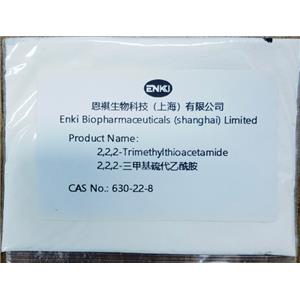 ENKI
恩祺生物科技（上海）有限公司
Enki Biopharmaceuticals (shanghai) Limited
Product Name:
2,2,2-Trimethylthioacetamide
2,2,2-三甲基硫代乙酰胺
CAS No.: 630-22-8